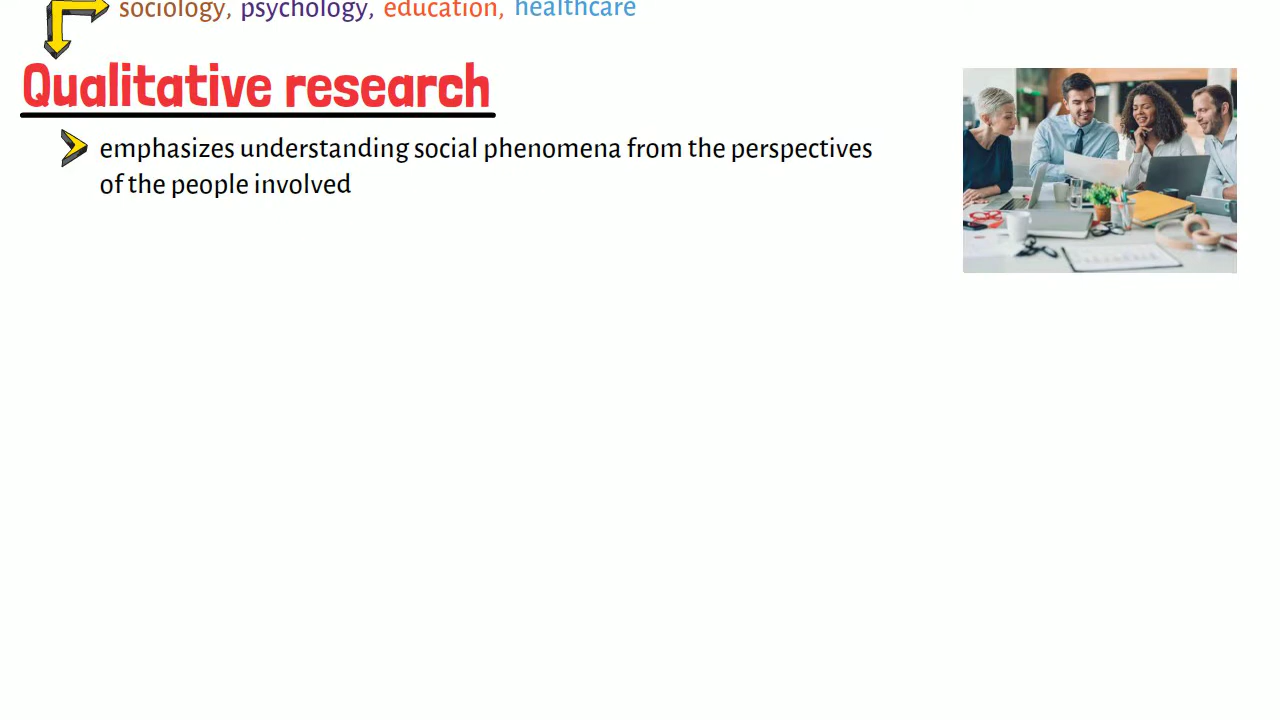 sociology, psychology, education, healthcare
Qualitative research
emphasizes understanding social phenomena from the perspectives
of the people involved